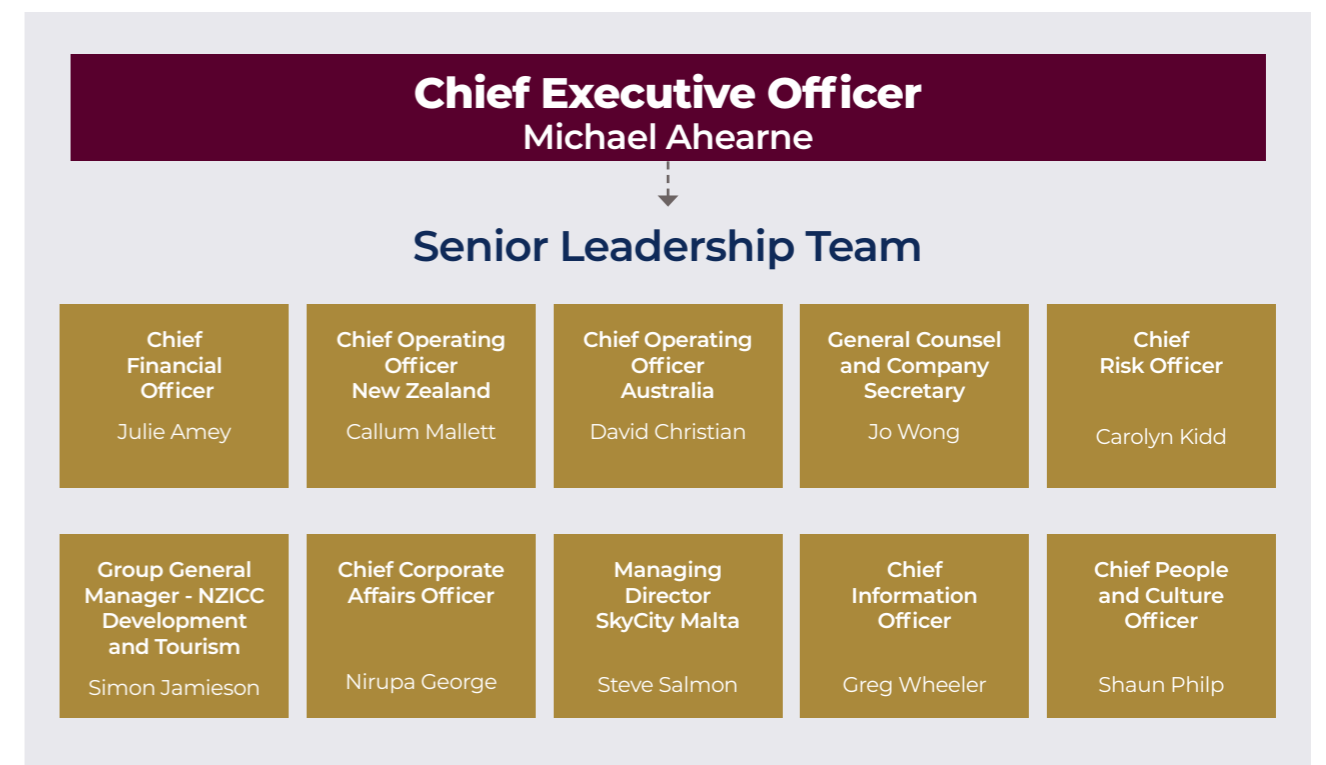 Chief Executive Officer
Michael Ahearne
Senior Leadership Team
Chief
Financial
Officer
Julie Amey
Chief Operating
Officer
New Zealand
Callum Mallett
Chief Operating
Officer
Australia
David Christian
General Counsel
and Company
Secretary
Jo Wong
Chief
Risk Officer
Carolyn Kidd
Group General
Manager - NZICC
Development
and Tourism
Simon Jamieson
Chief Corporate
Affairs Officer
Nirupa George
Managing
Director
SkyCity Malta
Steve Salmon
Chief
Information
Officer
Greg Wheeler
Chief People
and Culture
Officer
Shaun Philp